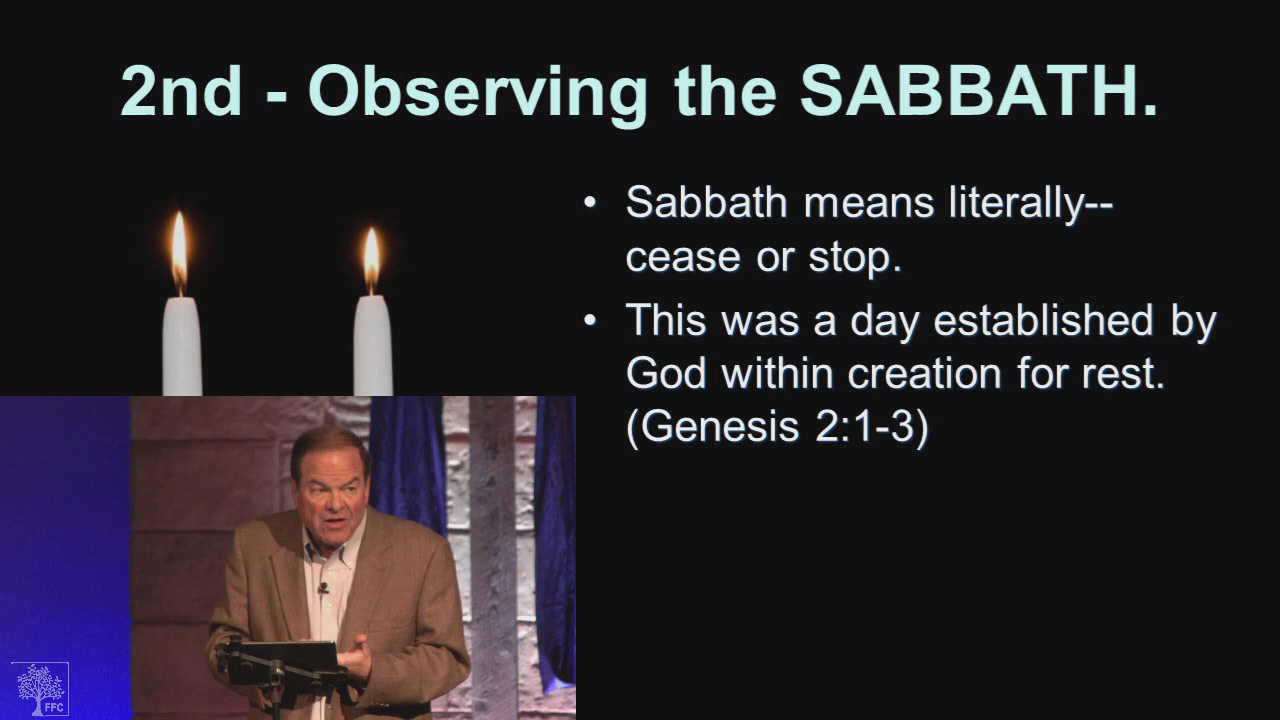 2nd - Observing the SABBATH.
• Sabbath means literally--
cease or stop.
• This was a day established by
God within creation for rest.
(Genesis 2:1-3)
FFC